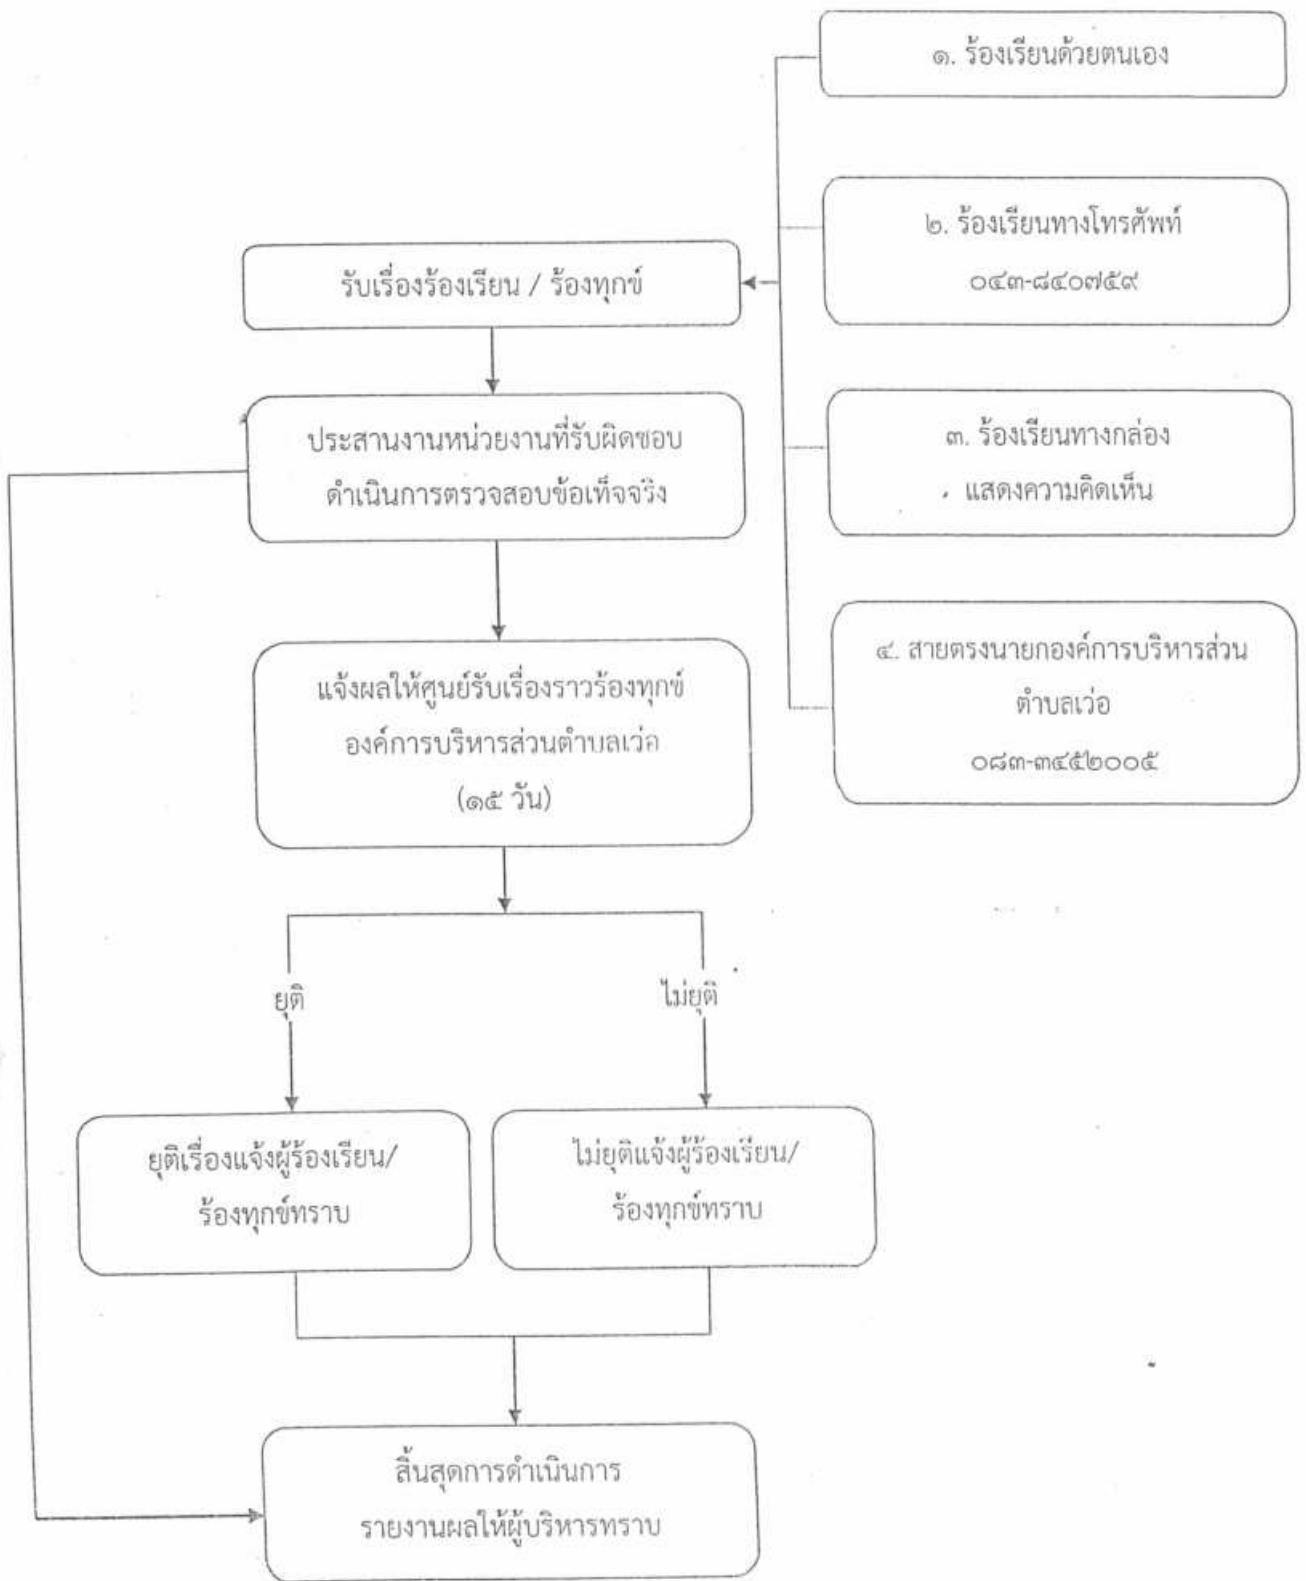 ๑. ร้องเรียนด้วยตนเอง
๒. ร้องเรียนทางโทรศัพท์
๐๔๓-๘๔๐๗๕๙
๓. ร้องเรียนทางกล่อง
แสดงความคิดเห็น
๔. สายตรงนายกองค์การบริหารส่วน
ตำบลเว่อ
๐๘๓-๓๔๕๒๐๐๕
รับเรื่องร้องเรียน / ร้องทุกข์
ประสานงานหน่วยงานที่รับผิดชอบ
ดำเนินการตรวจสอบข้อเท็จจริง
แจ้งผลให้ศูนย์รับเรื่องราวร้องทุกข์
องค์การบริหารส่วนตำบลเว่อ
(๑๕ วัน)
ยุติ
ไม่ยุติ
ยุติเรื่องแจ้งผู้ร้องเรียน/
ร้องทุกข์ทราบ
ไม่ยุติแจ้งผู้ร้องเรียน/
ร้องทุกข์ทราบ
สิ้นสุดการดำเนินการ
รายงานผลให้ผู้บริหารทราบ